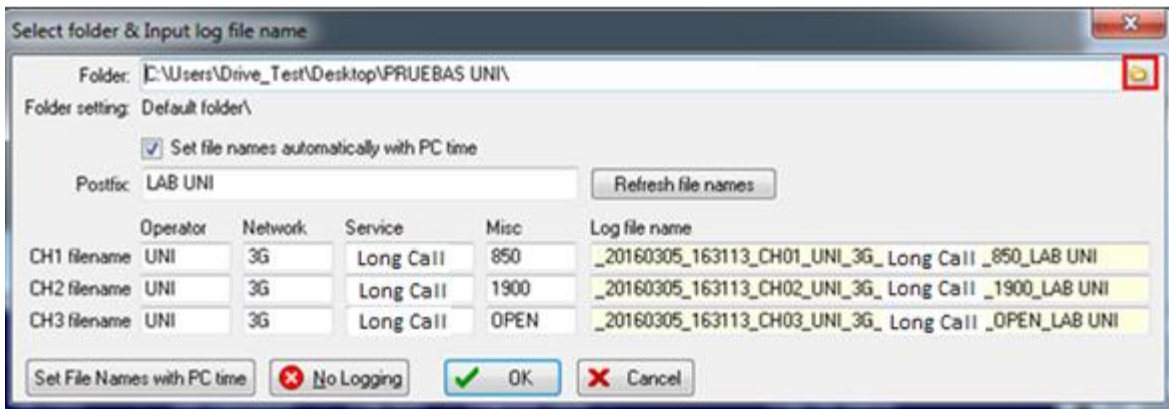 Select folder & Input log file name
Folder: C:\Users\Drive_Test\Desktop\PRUEBAS UNI\
Folder setting: Default folder\
Set file names automatically with PC time
Postfix: LAB UNI Refresh file names
Operator Network Service Misc Log file name
CH1 filename UNI 3G Long Call 850 _20160305_163113_CH01_UNI_3G_ Long Call _850_LAB UNI
CH2 filename UNI 3G Long Call 1900 _20160305_163113_CH02_UNI_3G_ Long Call _1900_LAB UNI
CH3 filename UNI 3G Long Call OPEN _20160305_163113_CH03_UNI_3G_ Long Call _OPEN_LAB UNI
Set File Names with PC time No Logging OK Cancel